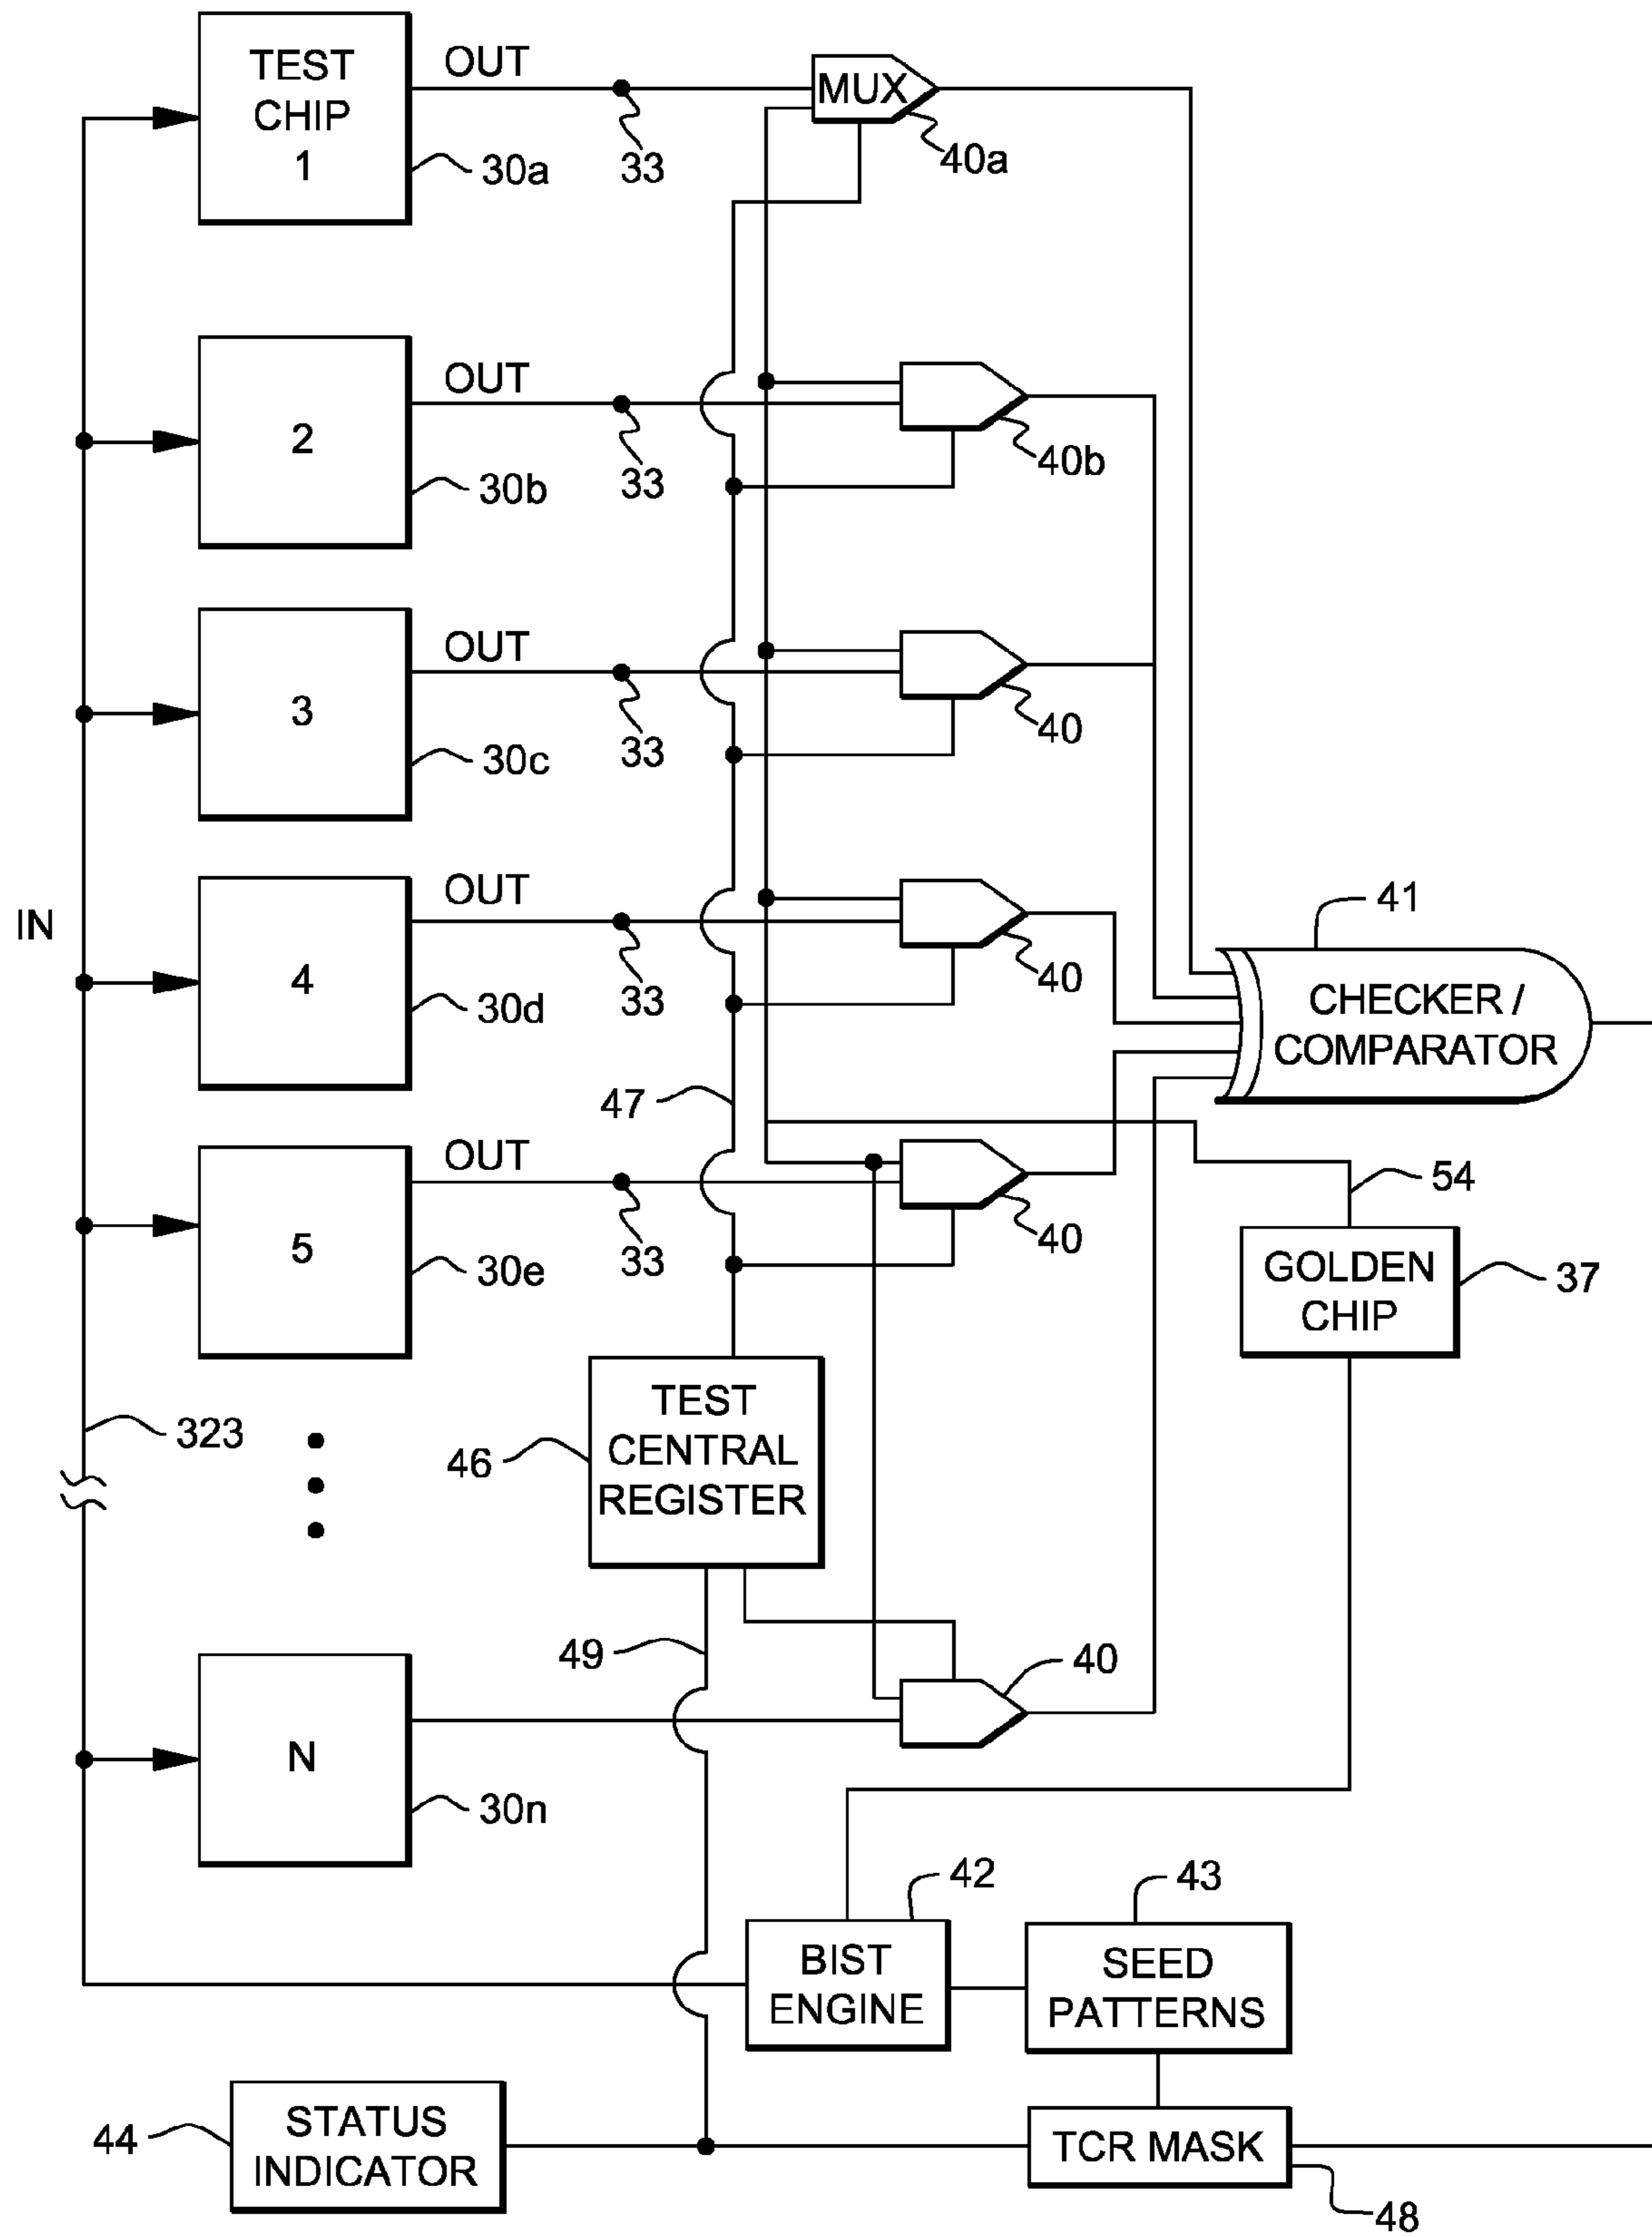 TEST
CHIP
1
OUT
30a
33
MUX
40a
2
OUT
30b
33
40b
3
OUT
30c
33
40
IN
4
OUT
30d
33
40
41
CHECKER /
COMPARATOR
47
5
OUT
30e
33
40
54
GOLDEN
CHIP
37
323
46
TEST
CENTRAL
REGISTER
49
40
N
30n
42
BIST
ENGINE
43
SEED
PATTERNS
44
STATUS
INDICATOR
TCR MASK
48